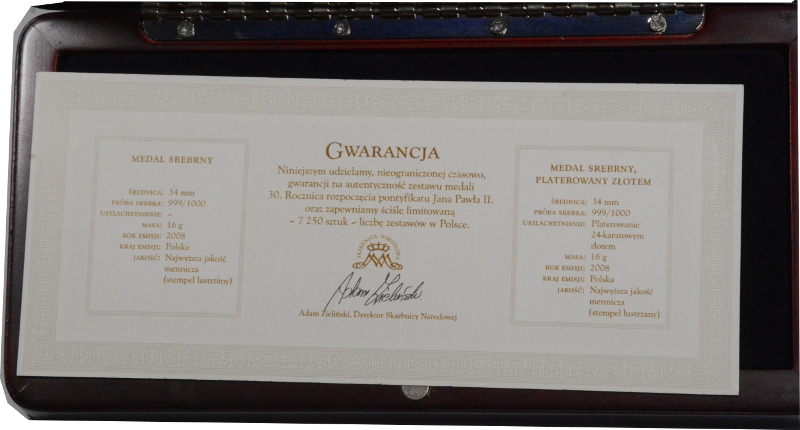 MEDAL SREBRNY
ŚREDNICA: 34 mm
PRÓBA SREBRA: 999/1000
USZLACHETNIENIE: –
MASA: 16 g
ROK EMISJI: 2008
KRAJ EMISJI: Polska
JAKOŚĆ: Najwyższa jakość
mennicza
(stempel lustrzany)
GWARANCJA
Niniejszym udzielamy, nieograniczonej czasowo,
gwarancji na autentyczność zestawu medali
30. Rocznica rozpoczęcia pontyfikatu Jana Pawła II.
oraz zapewniamy ściśle limitowaną
– 7 250 sztuk – liczbę zestawów w Polsce.
SKARBNICA NARODOWA
Adam Zieliński
Adam Zieliński, Dyrektor Skarbnicy Narodowej
MEDAL SREBRNY,
PLATEROWANY ZŁOTEM
ŚREDNICA: 34 mm
PRÓBA SREBRA: 999/1000
USZLACHETNIENIE: Platerowanie
24-karatowym
złotem
MASA: 16 g
ROK EMISJI: 2008
KRAJ EMISJI: Polska
JAKOŚĆ: Najwyższa jakość
mennicza
(stempel lustrzany)